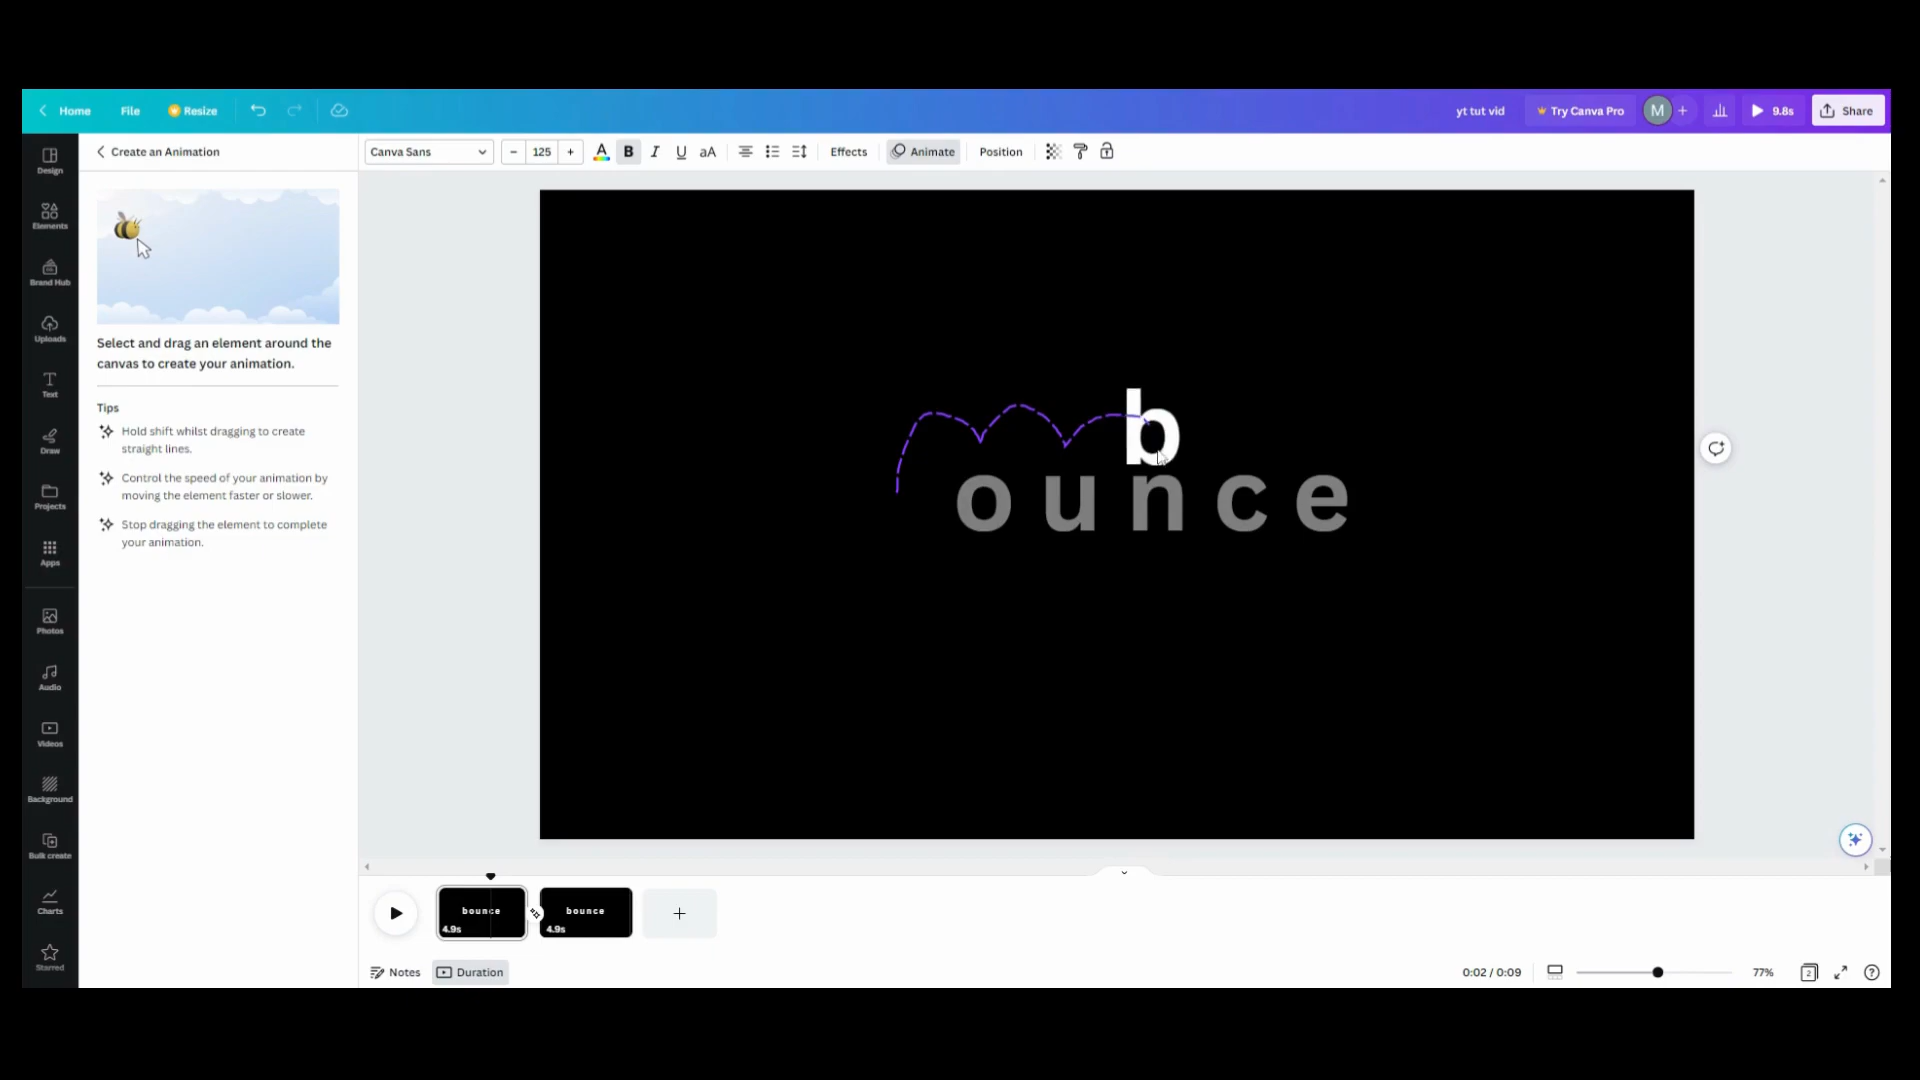 Home File Resize yt tut vid Try Canva Pro M 9.8s Share
Create an Animation
Canva Sans 125 A B I U aA Effects Animate Position
Design
Elements
Brand Hub
Uploads
Text
Draw
Projects
Apps
Photos
Audio
Videos
Background
Bulk create
Charts
Starred
Select and drag an element around the
canvas to create your animation.
Tips
Hold shift whilst dragging to create
straight lines.
Control the speed of your animation by
moving the element faster or slower.
Stop dragging the element to complete
your animation.
b
o u n c e
bounce
4.9s
bounce
4.9s
Notes Duration 0:02 / 0:09 77% 2